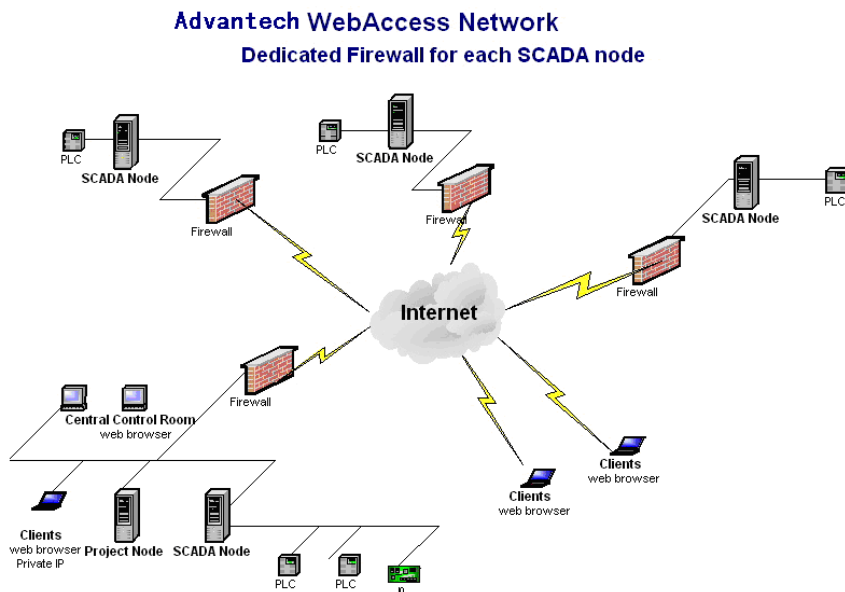 Advantech WebAccess Network
Dedicated Firewall for each SCADA node
PLC
SCADA Node
Firewall
PLC
SCADA Node
Firewall
SCADA Node
PLC
Firewall
Internet
Firewall
Central Control Room
web browser
Clients
web browser
Private IP
Project Node
SCADA Node
PLC
PLC
Clients
web browser
Clients
web browser